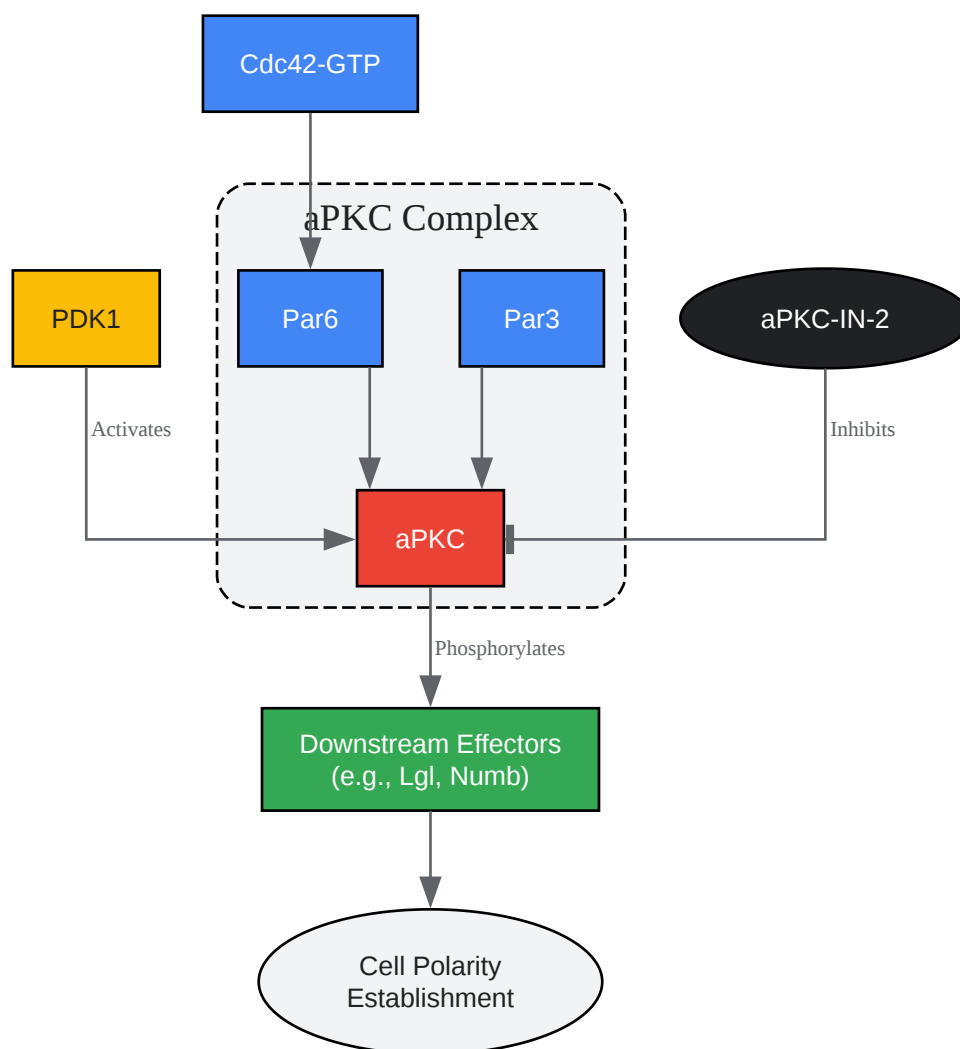 Cdc42-GTP
aPKC Complex
PDK1
Par6
Par3
aPKC-IN-2
Activates
Inhibits
aPKC
Phosphorylates
Downstream Effectors
(e.g., Lgl, Numb)
Cell Polarity
Establishment